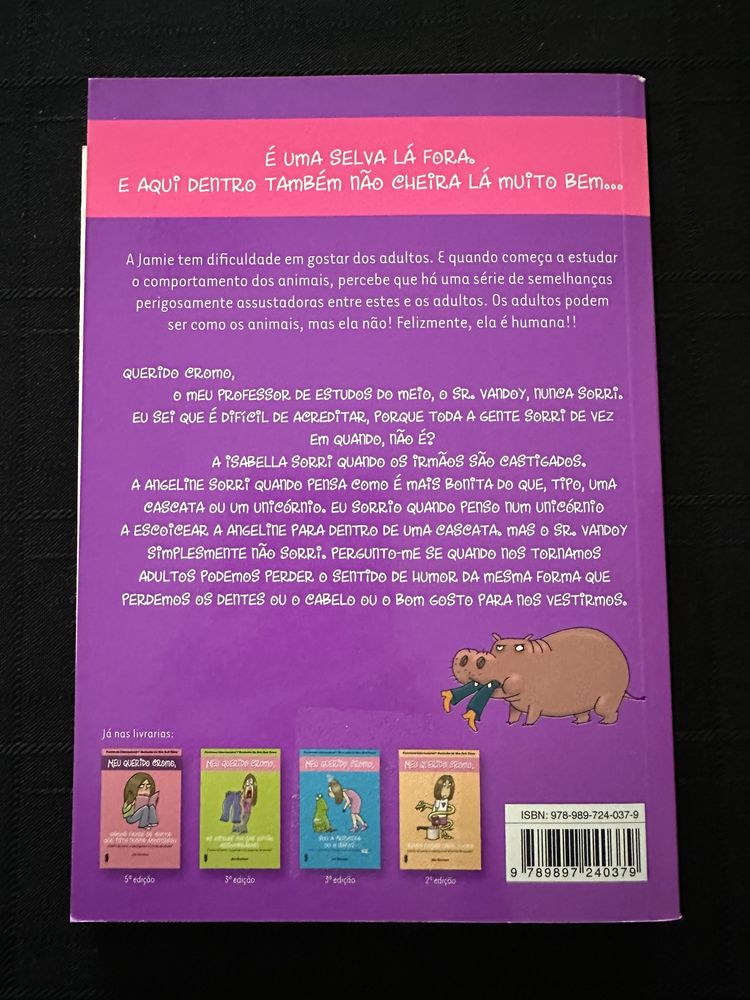 É UMA SELVA LÁ FORA.
E AQUI DENTRO TAMBÉM NÃO CHEIRA LÁ MUITO BEM...
A Jamie tem dificuldade em gostar dos adultos. E quando começa a estudar
o comportamento dos animais, percebe que há uma série de semelhanças
perigosamente assustadoras entre estes e os adultos. Os adultos podem
ser como os animais, mas ela não! Felizmente, ela é humana!!
QUERIDO CROMO,
O MEU PROFESSOR DE ESTUDOS DO MEIO, O SR. VANDOY, NUNCA SORRI.
EU SEI QUE É DIFÍCIL DE ACREDITAR, PORQUE TODA A GENTE SORRI DE VEZ
EM QUANDO, NÃO É?
A ISABELLA SORRI QUANDO OS IRMÃOS SÃO CASTIGADOS.
A ANGELINE SORRI QUANDO PENSA COMO É MAIS BONITA DO QUE, TIPO, UMA
CASCATA OU UM UNICÓRNIO. EU SORRIO QUANDO PENSO NUM UNICÓRNIO
A ESCOICEAR A ANGELINE PARA DENTRO DE UMA CASCATA. MAS O SR. VANDOY
SIMPLESMENTE NÃO SORRI. PERGUNTO-ME SE QUANDO NOS TORNAMOS
ADULTOS PODEMOS PERDER O SENTIDO DE HUMOR DA MESMA FORMA QUE
PERDEMOS OS DENTES OU O CABELO OU O BOM GOSTO PARA NOS VESTIRMOS.
Já nas livrarias:
MEU QUERIDO CROMO,
MEU QUERIDO CROMO,
MEU QUERIDO CROMO,
MEU QUERIDO CROMO,
5ª edição
3ª edição
3ª edição
2ª edição
ISBN: 978-989-724-037-9
9 789897 240379